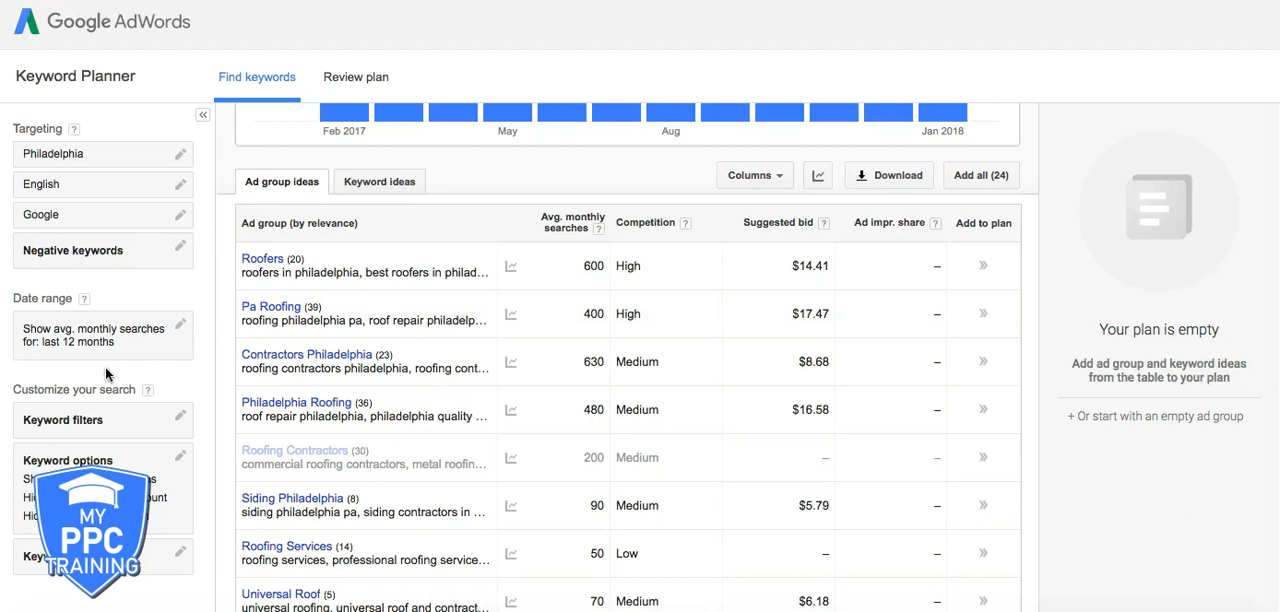 Google AdWords
Keyword Planner
Find keywords
Review plan
Targeting ?
Philadelphia
English
Google
Negative keywords
Date range ?
Show avg. monthly searches
for: last 12 months
Customize your search ?
Keyword filters
Keyword options
MY
PPC
TRAINING
«
Feb 2017 May Aug Jan 2018
Ad group ideas Keyword ideas Columns Download Add all (24)
Ad group (by relevance) Avg. monthly searches ? Competition ? Suggested bid ? Ad impr. share ? Add to plan
Roofers (20) 600 High $14.41 – »
roofers in philadelphia, best roofers in philad...
Pa Roofing (39) 400 High $17.47 – »
roofing philadelphia pa, roof repair philadelp...
Contractors Philadelphia (23) 630 Medium $8.68 – »
roofing contractors philadelphia, roofing cont...
Philadelphia Roofing (36) 480 Medium $16.58 – »
roof repair philadelphia, philadelphia quality ...
Roofing Contractors (30) 200 Medium – – »
commercial roofing contractors, metal roofin...
Siding Philadelphia (8) 90 Medium $5.79 – »
siding philadelphia pa, siding contractors in ...
Roofing Services (14) 50 Low – – »
roofing services, professional roofing service...
Universal Roof (5) 70 Medium $6.18 – »
universal roofing, universal roof and contract...
Your plan is empty
Add ad group and keyword ideas
from the table to your plan
+ Or start with an empty ad group